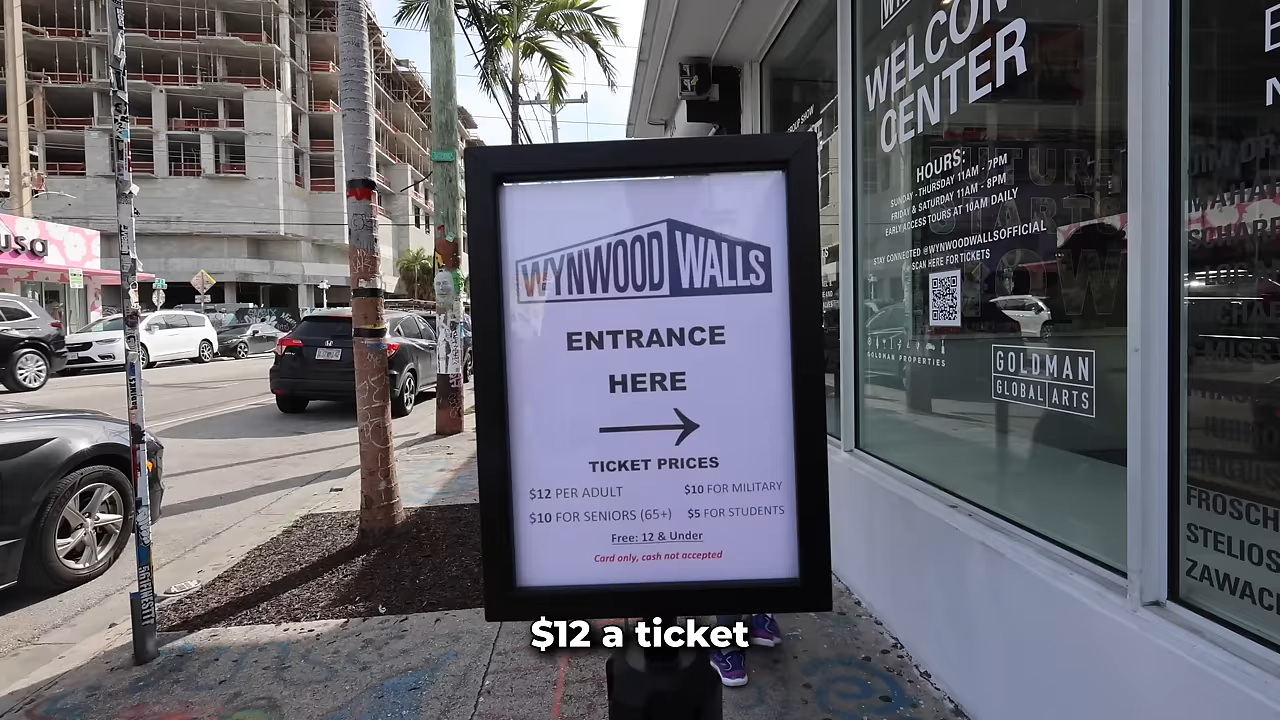 WELCOME
CENTER
HOURS:
SUNDAY - THURSDAY 11AM - 7PM
FRIDAY & SATURDAY 11AM - 8PM
EARLY ACCESS TOURS AT 10AM DAILY
STAY CONNECTED @WYNWOODWALLSOFFICIAL
SCAN HERE FOR TICKETS
GOLDMAN PROPERTIES
GOLDMAN
GLOBAL ARTS
usa
WYNWOOD WALLS
ENTRANCE
HERE
TICKET PRICES
$12 PER ADULT
$10 FOR MILITARY
$10 FOR SENIORS (65+)
$5 FOR STUDENTS
Free: 12 & Under
Card only, cash not accepted
FROSCH
STELIOS
ZAWAC
$12 a ticket